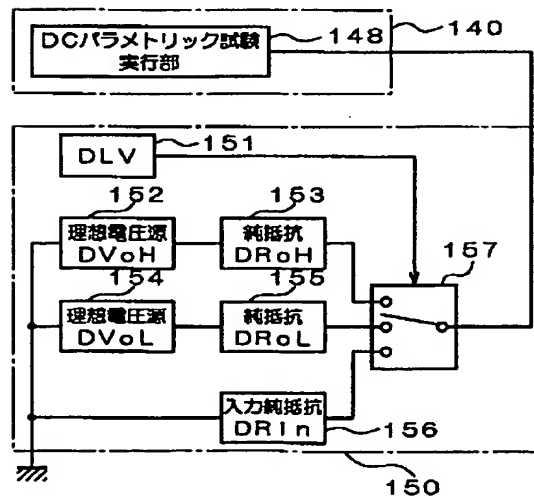 DCパラメトリック試験
実行部
148
140
DLV
151
152
153
理想電圧源
DVoH
純抵抗
DRoH
157
154
155
理想電圧源
DVoL
純抵抗
DRoL
入力純抵抗
DRIn
156
150